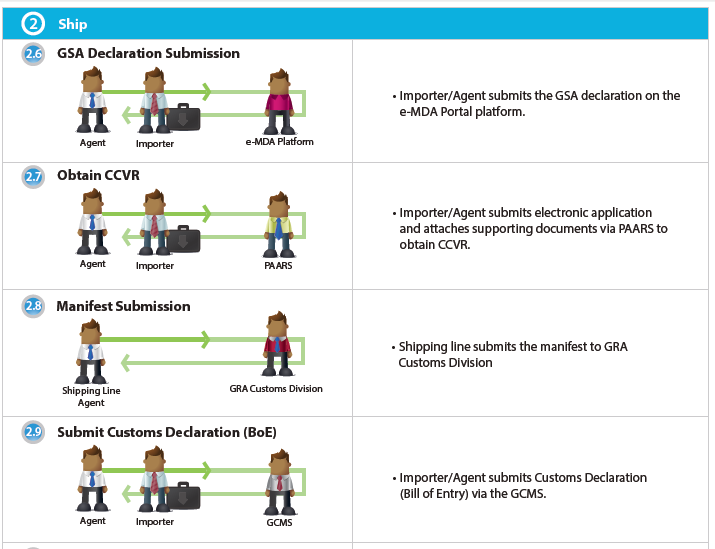 2 Ship
2.6 GSA Declaration Submission
Agent
Importer
e-MDA Platform
• Importer/Agent submits the GSA declaration on the
e-MDA Portal platform.
2.7 Obtain CCVR
Agent
Importer
PAARS
• Importer/Agent submits electronic application
and attaches supporting documents via PAARS to
obtain CCVR.
2.8 Manifest Submission
Shipping Line
Agent
GRA Customs Division
• Shipping line submits the manifest to GRA
Customs Division
2.9 Submit Customs Declaration (BoE)
Agent
Importer
GCMS
• Importer/Agent submits Customs Declaration
(Bill of Entry) via the GCMS.